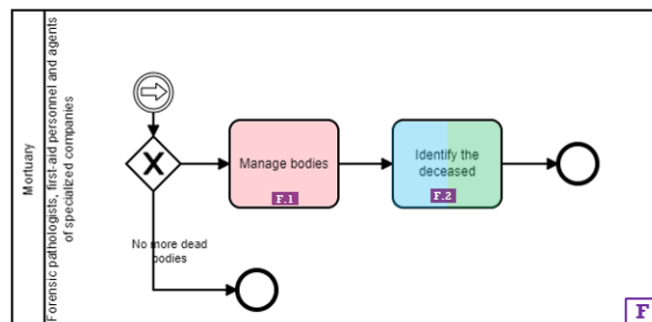 Mortuary
Forensic pathologists, first-aid personnel and agents
of specialized companies
X
Manage bodies
F.1
Identify the
deceased
F.2
No more dead
bodies
F